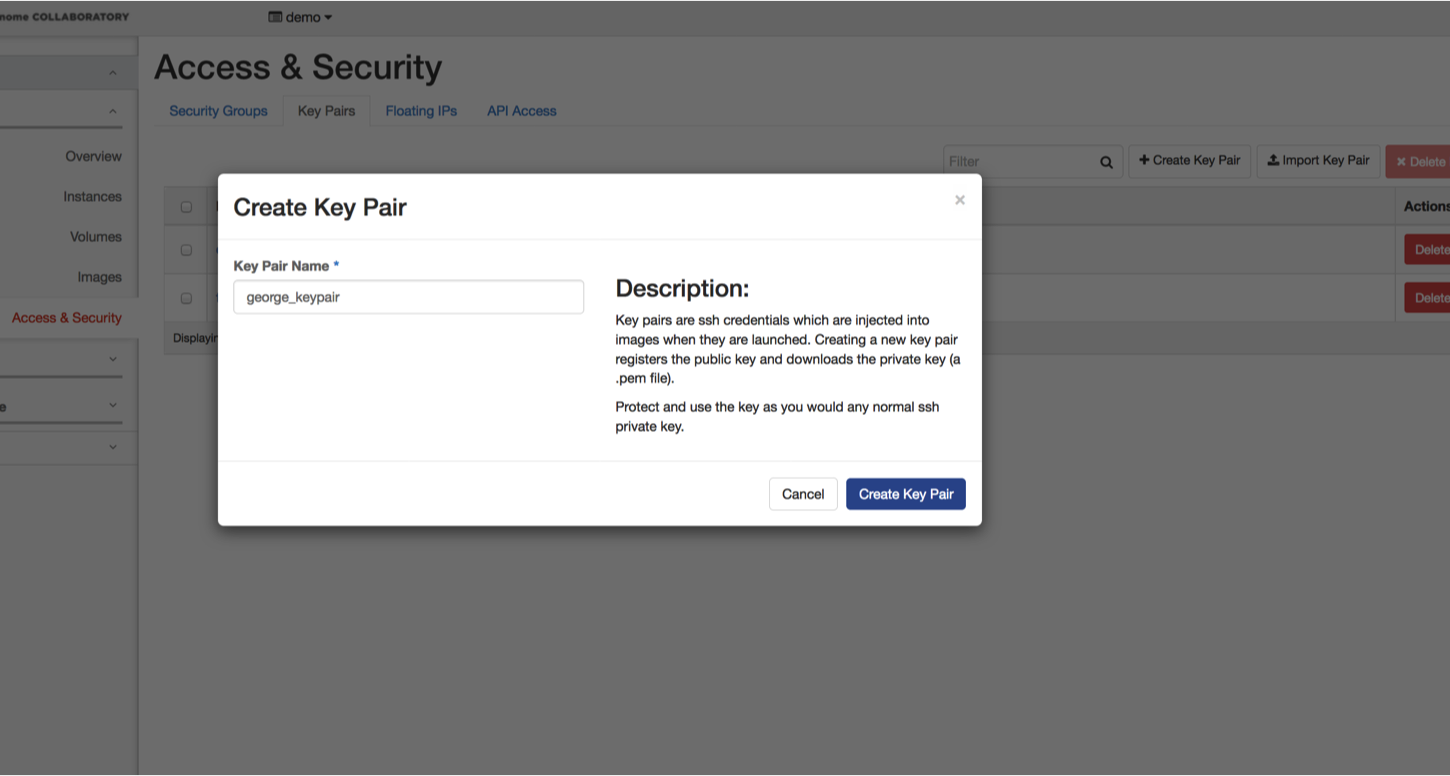 COLLABORATORY
demo
Access & Security
Security Groups
Key Pairs
Floating IPs
API Access
Overview
Instances
Volumes
Images
Access & Security
Filter
+ Create Key Pair
Import Key Pair
× Delete
Actions
Delete
Delete
Create Key Pair
×
Key Pair Name *
george_keypair
Description:
Key pairs are ssh credentials which are injected into
images when they are launched. Creating a new key pair
registers the public key and downloads the private key (a
.pem file).
Protect and use the key as you would any normal ssh
private key.
Cancel
Create Key Pair